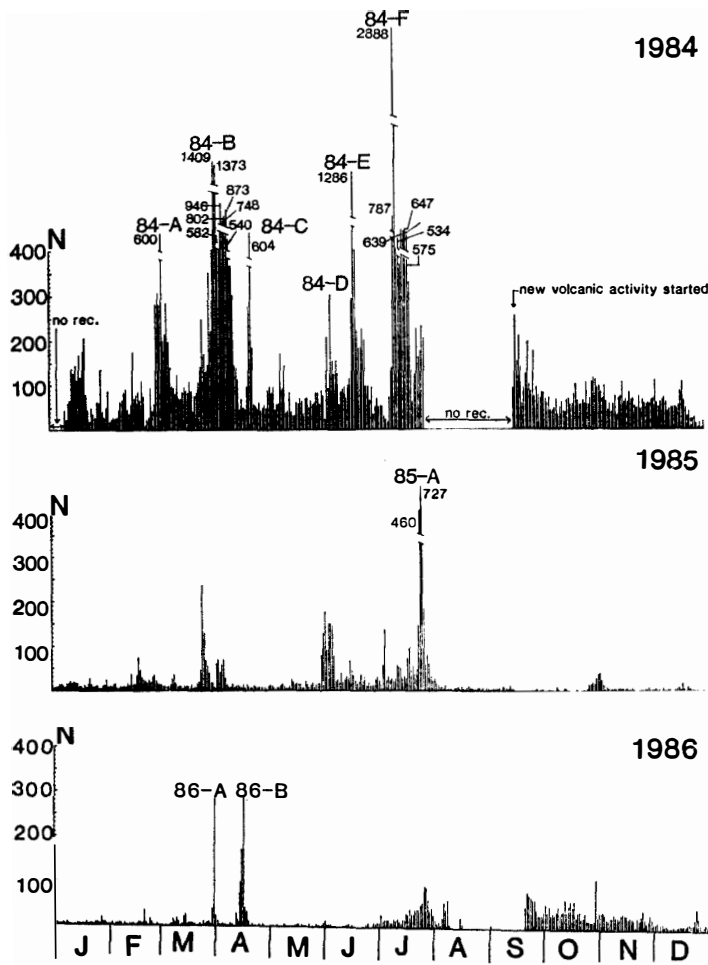 84-F
2888
1984
84-B
1409 1373
84-E
1286
946 873
802 748
582 540
84-A
600
84-C
604
787 647
639 534
575
N
400
300
200
100
84-D
no rec.
new volcanic activity started
no rec.
1985
85-A
727
460
N
400
300
200
100
1986
N
400
300
200
100
86-A 86-B
J F M A M J J A S O N D